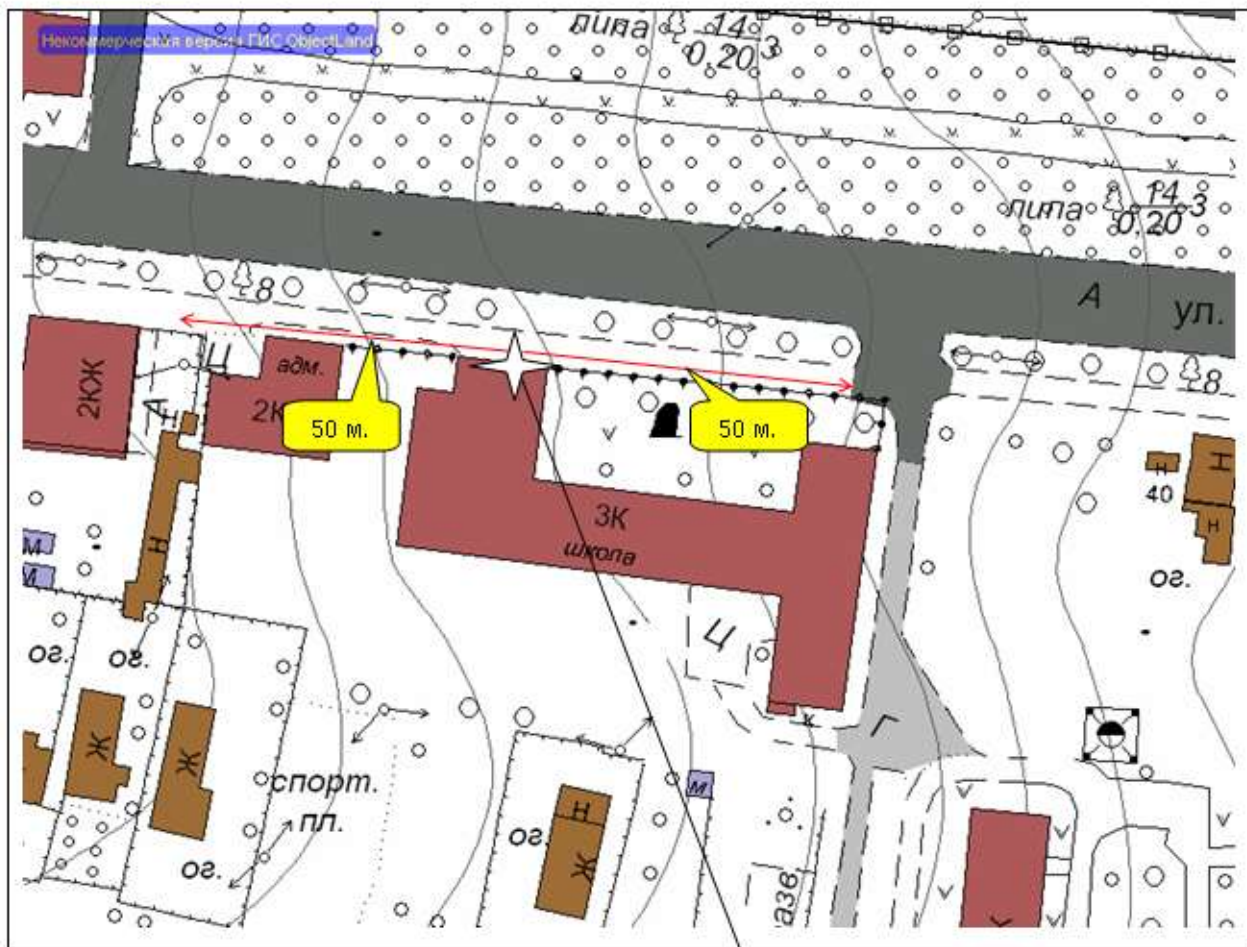 Некоммерческая версия ГИС ObjectLand
липа 14 3
0,20
липа 14 3
0,20
А
ул.
8
8
2КЖ
Ц
адм.
50 м.
50 м.
3К
школа
Н
н
40
н
ог.
м
М
Н
Ц
к
Г
ог.
ог.
Ж
Ж
спорт.
пл.
м
Н
ог.
Ж
ог.